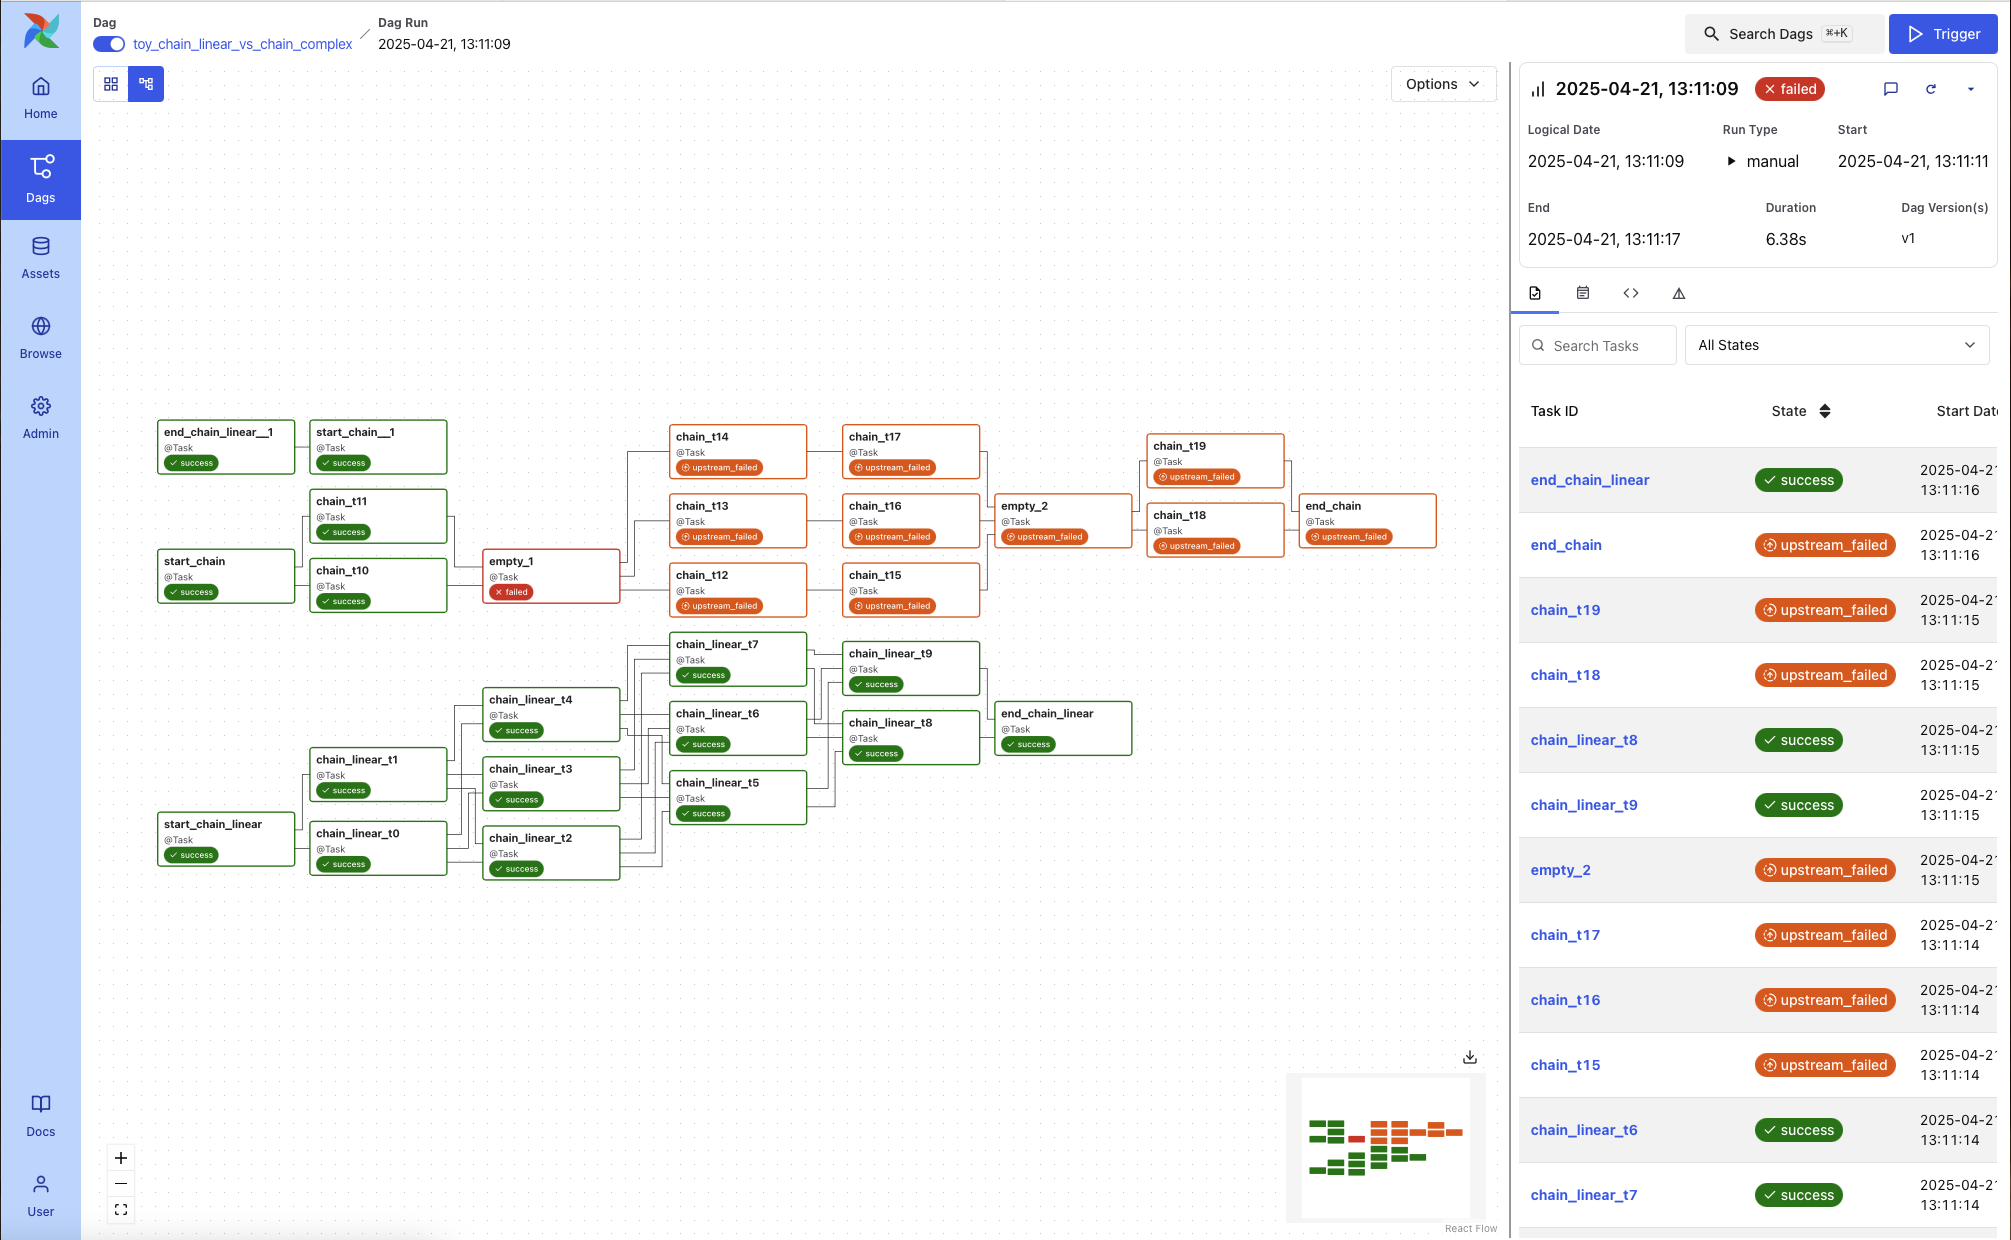 Dag
toy_chain_linear_vs_chain_complex
Dag Run
2025-04-21, 13:11:09
Search Dags
⌘+K
Trigger
Home
Dags
Assets
Browse
Admin
Docs
User
Options
end_chain_linear__1
@Task
success
start_chain__1
@Task
success
chain_t11
@Task
success
start_chain
@Task
success
chain_t10
@Task
success
empty_1
@Task
failed
chain_t14
@Task
upstream_failed
chain_t17
@Task
upstream_failed
chain_t13
@Task
upstream_failed
chain_t16
@Task
upstream_failed
chain_t12
@Task
upstream_failed
chain_t15
@Task
upstream_failed
empty_2
@Task
upstream_failed
chain_t19
@Task
upstream_failed
chain_t18
@Task
upstream_failed
end_chain
@Task
upstream_failed
chain_linear_t7
@Task
success
chain_linear_t9
@Task
success
chain_linear_t4
@Task
success
chain_linear_t6
@Task
success
chain_linear_t8
@Task
success
end_chain_linear
@Task
success
chain_linear_t1
@Task
success
chain_linear_t3
@Task
success
chain_linear_t5
@Task
success
start_chain_linear
@Task
success
chain_linear_t0
@Task
success
chain_linear_t2
@Task
success
React Flow
2025-04-21, 13:11:09
failed
Logical Date
2025-04-21, 13:11:09
Run Type
manual
Start
2025-04-21, 13:11:11
End
2025-04-21, 13:11:17
Duration
6.38s
Dag Version(s)
v1
Search Tasks
All States
Task ID
State
Start Date
end_chain_linear
success
2025-04-21
13:11:16
end_chain
upstream_failed
2025-04-21
13:11:16
chain_t19
upstream_failed
2025-04-21
13:11:15
chain_t18
upstream_failed
2025-04-21
13:11:15
chain_linear_t8
success
2025-04-21
13:11:15
chain_linear_t9
success
2025-04-21
13:11:15
empty_2
upstream_failed
2025-04-21
13:11:15
chain_t17
upstream_failed
2025-04-21
13:11:14
chain_t16
upstream_failed
2025-04-21
13:11:14
chain_t15
upstream_failed
2025-04-21
13:11:14
chain_linear_t6
success
2025-04-21
13:11:14
chain_linear_t7
success
2025-04-21
13:11:14